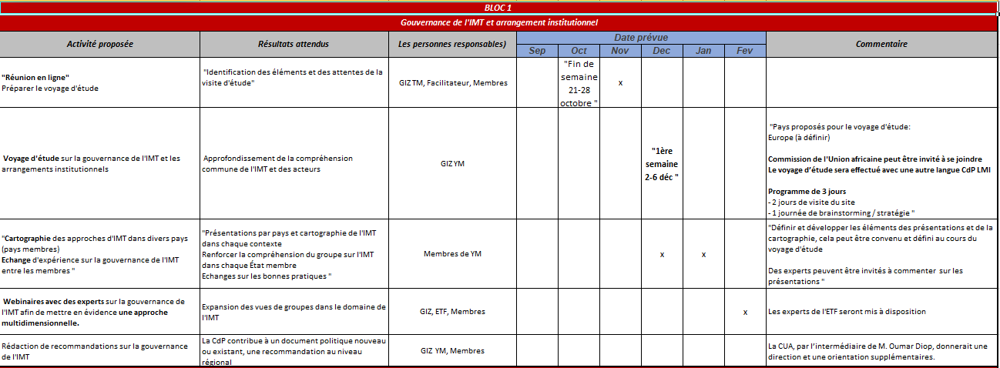 BLOC 1
Gouvernance de l'IMT et arrangement institutionnel
Activité proposée
Résultats attendus
Les personnes responsables)
Date prévue
Commentaire
Sep
Oct
Nov
Dec
Jan
Fev
"Réunion en ligne"
Préparer le voyage d'étude
"Identification des éléments et des attentes de la
visite d'étude"
GIZ TM, Facilitateur, Membres
"Fin de
semaine
21-28
octobre "
x
Voyage d'étude sur la gouvernance de l'IMT et les
arrangements institutionnels
Approfondissement de la compréhension
commune de l'IMT et des acteurs
GIZ YM
"1ère
semaine
2-6 déc "
"Pays proposés pour le voyage d'étude:
Europe (à définir)
Commission de l'Union africaine peut être invité à se joindre
Le voyage d'étude sera effectué avec une autre langue CdP LMI
Programme de 3 jours
- 2 jours de visite du site
- 1 journée de brainstorming / stratégie "
"Cartographie des approches d'IMT dans divers pays
(pays membres)
Echange d'expérience sur la gouvernance de l'IMT
entre les membres "
"Présentations par pays et cartographie de l'IMT
dans chaque contexte
Renforcer la compréhension du groupe sur l'IMT
dans chaque État membre
Echanges sur les bonnes pratiques "
Membres de YM
x
x
"Définir et développer les éléments des présentations et de la
cartographie, cela peut être convenu et défini au cours du
voyage d'étude
Des experts peuvent être invités à commenter sur les
présentations "
Webinaires avec des experts sur la gouvernance de
l'IMT afin de mettre en évidence une approche
multidimensionnelle.
Expansion des vues de groupes dans le domaine de
l'IMT
GIZ, ETF, Membres
x
Les experts de l'ETF seront mis à disposition
Rédaction de recommandations sur la gouvernance
de l'IMT
La CdP contribue à un document politique nouveau
ou existant, une recommandation au niveau
régional
GIZ YM, Membres
La CUA, par l'intermédiaire de M. Oumar Diop, donnerait une
direction et une orientation supplémentaires.